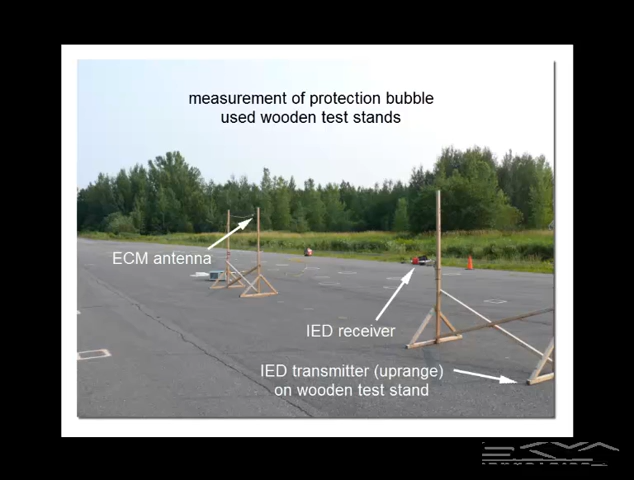 measurement of protection bubble
used wooden test stands
ECM antenna
IED receiver
IED transmitter (uprange)
on wooden test stand